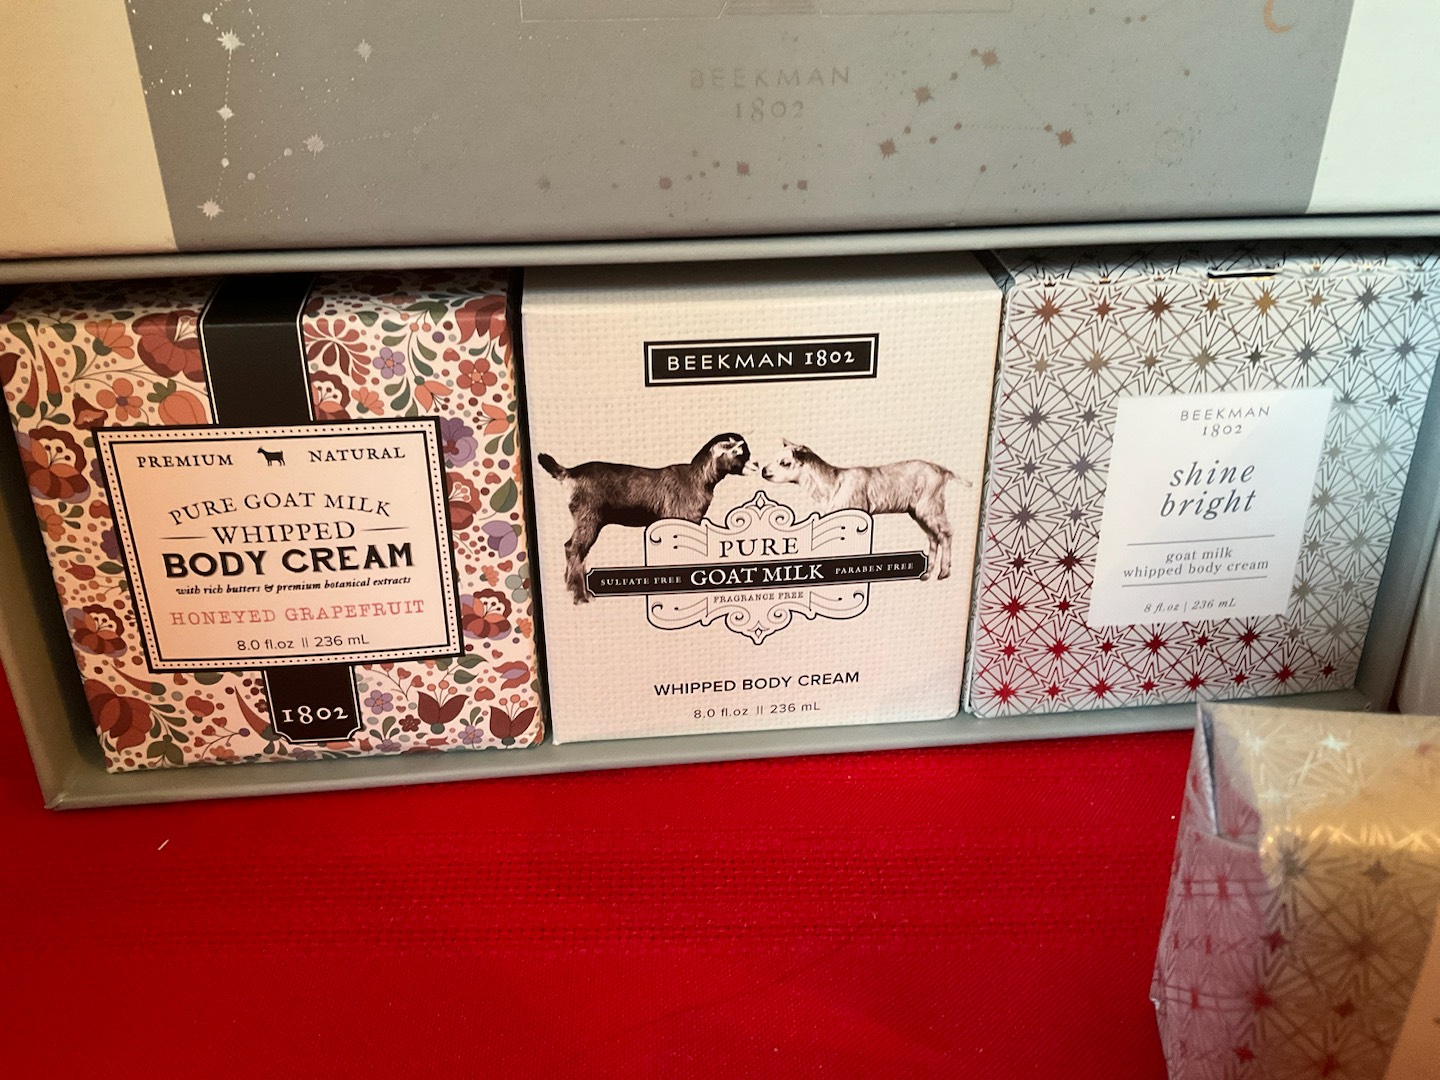 BEEKMAN
1802
PREMIUM NATURAL
PURE GOAT MILK
WHIPPED
BODY CREAM
with rich butters & premium botanical extracts
HONEYED GRAPEFRUIT
8.0 fl.oz || 236 mL
1802
BEEKMAN 1802
PURE
SULFATE FREE GOAT MILK PARABEN FREE
FRAGRANCE FREE
WHIPPED BODY CREAM
8.0 fl.oz || 236 mL
BEEKMAN
1802
shine
bright
goat milk
whipped body cream
8 fl.oz | 236 mL